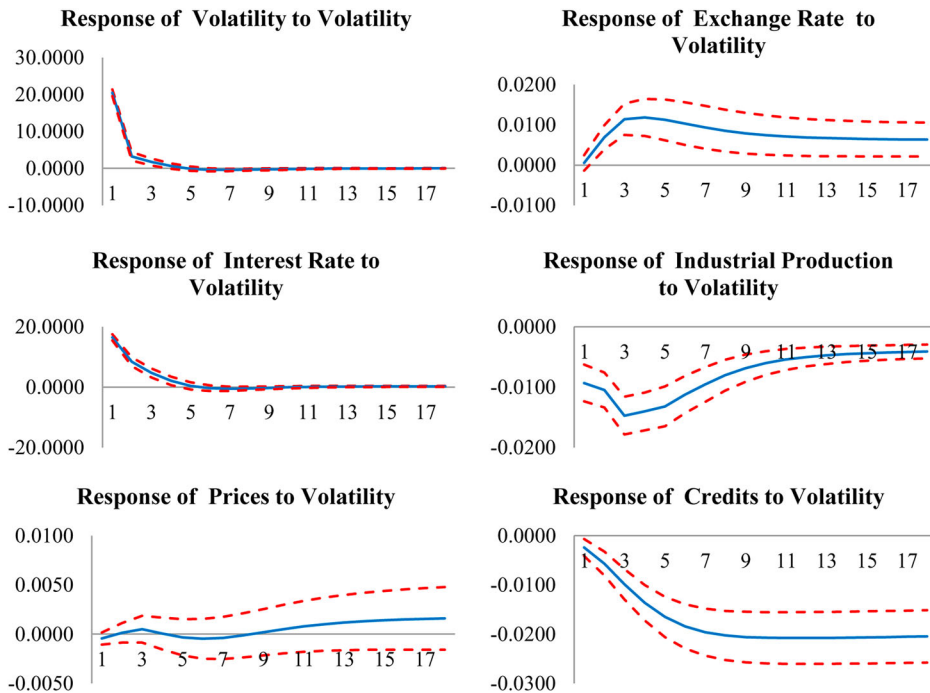 Response of Volatility to Volatility
30.0000
20.0000
10.0000
0.0000
-10.0000
1 3 5 7 9 11 13 15 17
Response of Exchange Rate to
Volatility
0.0200
0.0100
0.0000
-0.0100
1 3 5 7 9 11 13 15 17
Response of Interest Rate to
Volatility
20.0000
0.0000
-20.0000
1 3 5 7 9 11 13 15 17
Response of Industrial Production
to Volatility
0.0000
-0.0100
-0.0200
1 3 5 7 9 11 13 15 17
Response of Prices to Volatility
0.0100
0.0050
0.0000
-0.0050
1 3 5 7 9 11 13 15 17
Response of Credits to Volatility
0.0000
-0.0100
-0.0200
-0.0300
1 3 5 7 9 11 13 15 17